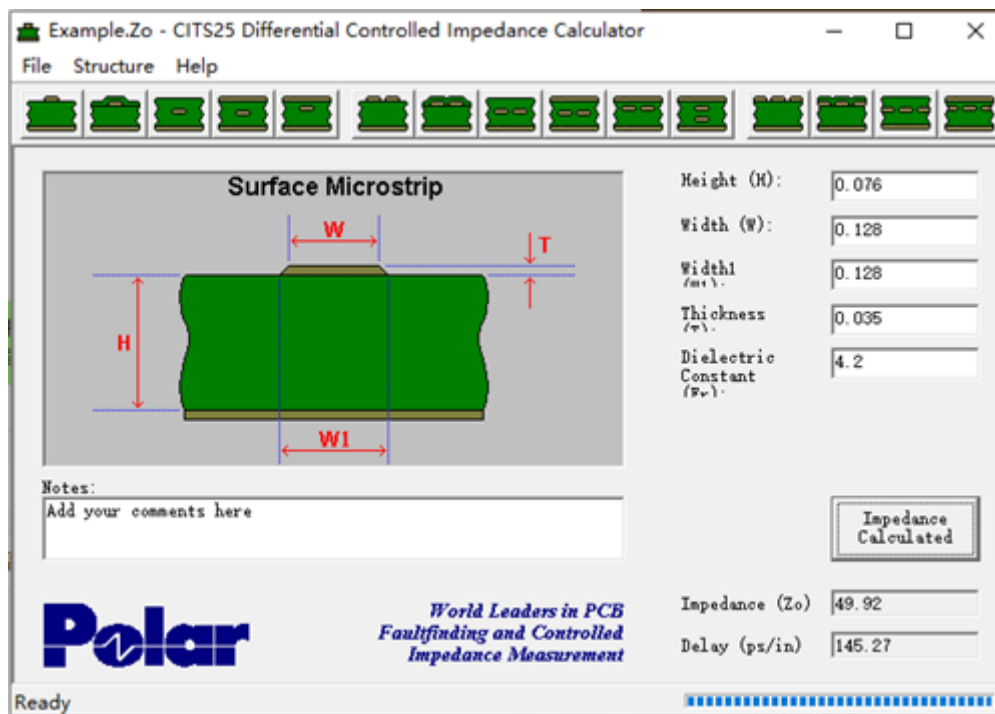 Example.Zo - CITS25 Differential Controlled Impedance Calculator
File Structure Help
Surface Microstrip
W
T
H
W1
Height (H): 0.076
Width (W): 0.128
Width1 0.128
Thickness 0.035
Dielectric 4.2
Constant
Notes:
Add your comments here
Impedance
Calculated
Polar
World Leaders in PCB
Faultfinding and Controlled
Impedance Measurement
Impedance (Zo) 49.92
Delay (ps/in) 145.27
Ready